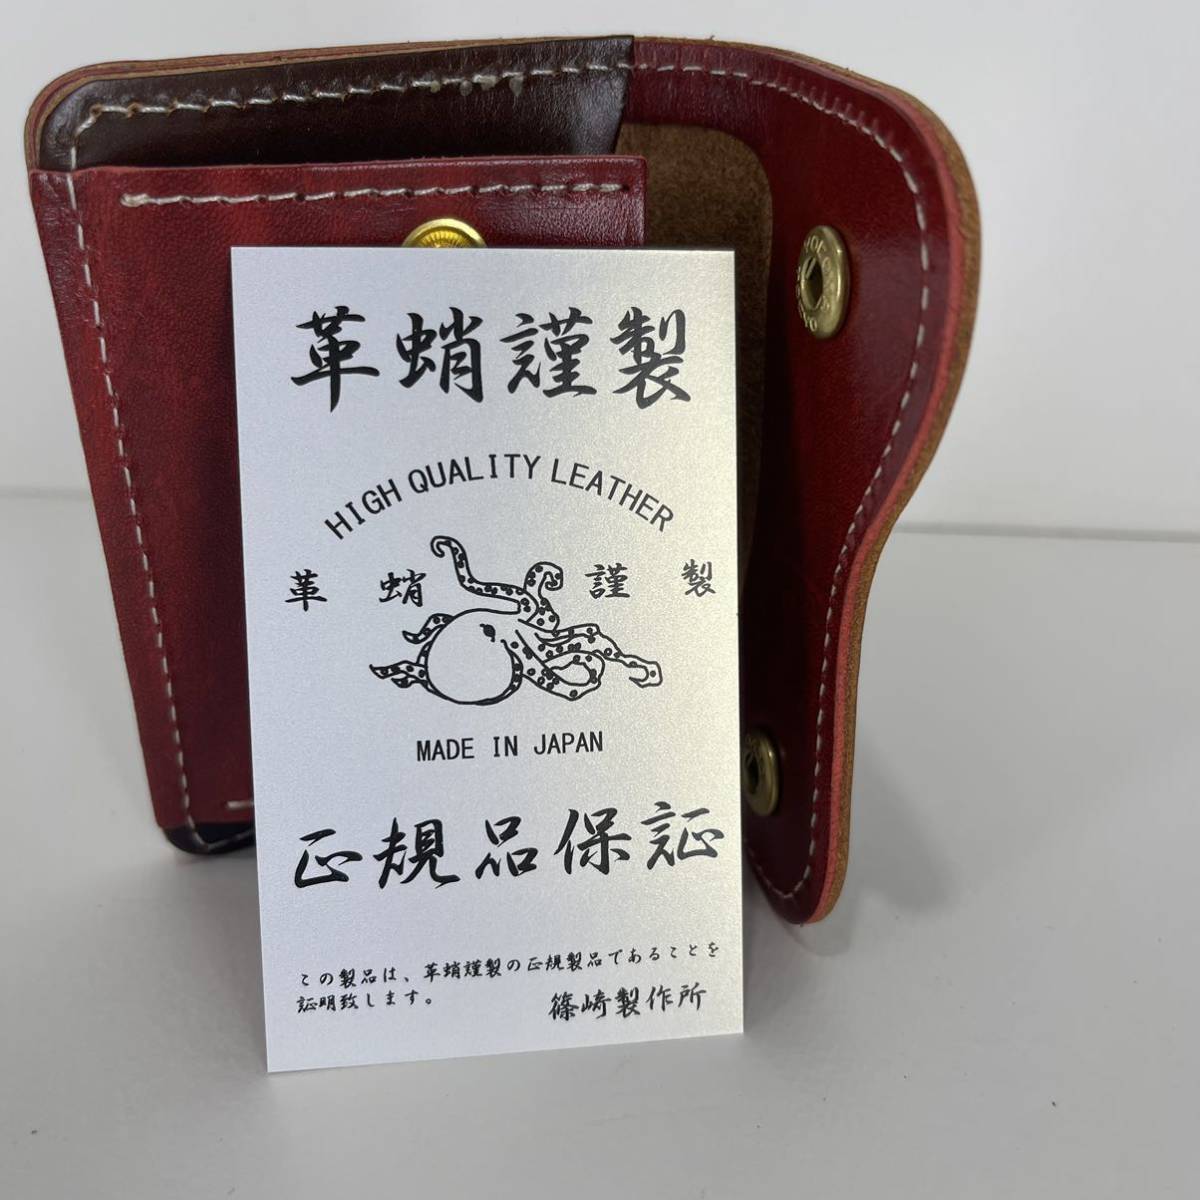 革蛸謹製
HIGH QUALITY LEATHER
革蛸謹製
MADE IN JAPAN
正規品保証
この製品は、革蛸謹製の正規製品であることを
証明致します。
篠崎製作所